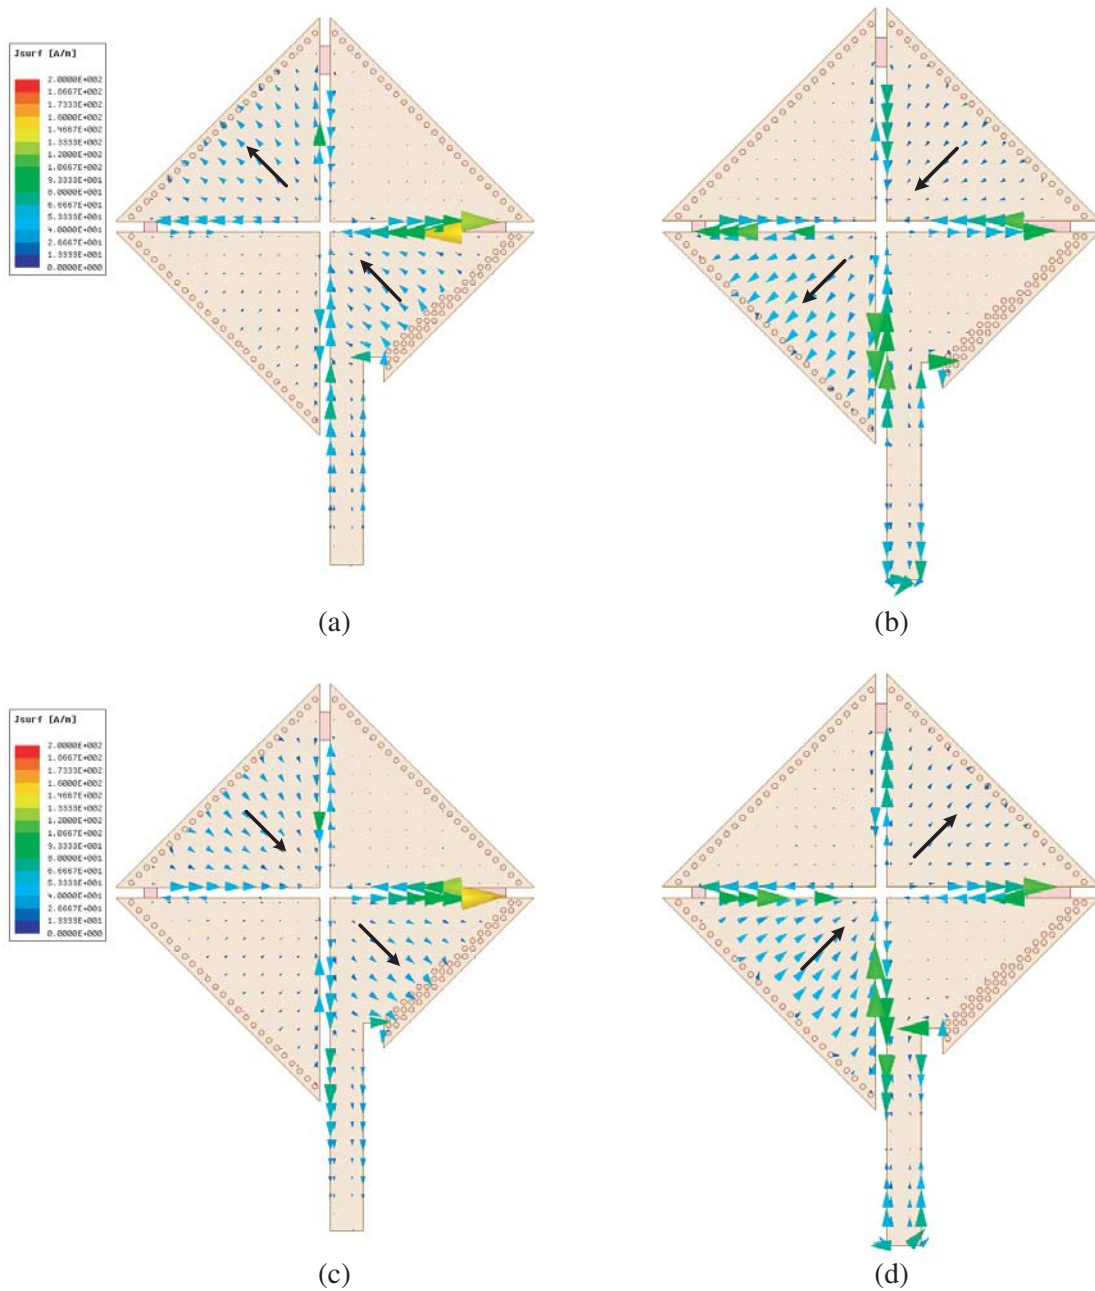 Jsurf [A/m]
2.0000E+002
1.8667E+002
1.7333E+002
1.6000E+002
1.4667E+002
1.3333E+002
1.2000E+002
1.0667E+002
9.3333E+001
8.0000E+001
6.6667E+001
5.3333E+001
4.0000E+001
2.6667E+001
1.3333E+001
0.0000E+000
(a)
(b)
Jsurf [A/m]
2.0000E+002
1.8667E+002
1.7333E+002
1.6000E+002
1.4667E+002
1.3333E+002
1.2000E+002
1.0667E+002
9.3333E+001
8.0000E+001
6.6667E+001
5.3333E+001
4.0000E+001
2.6667E+001
1.3333E+001
0.0000E+000
(c)
(d)